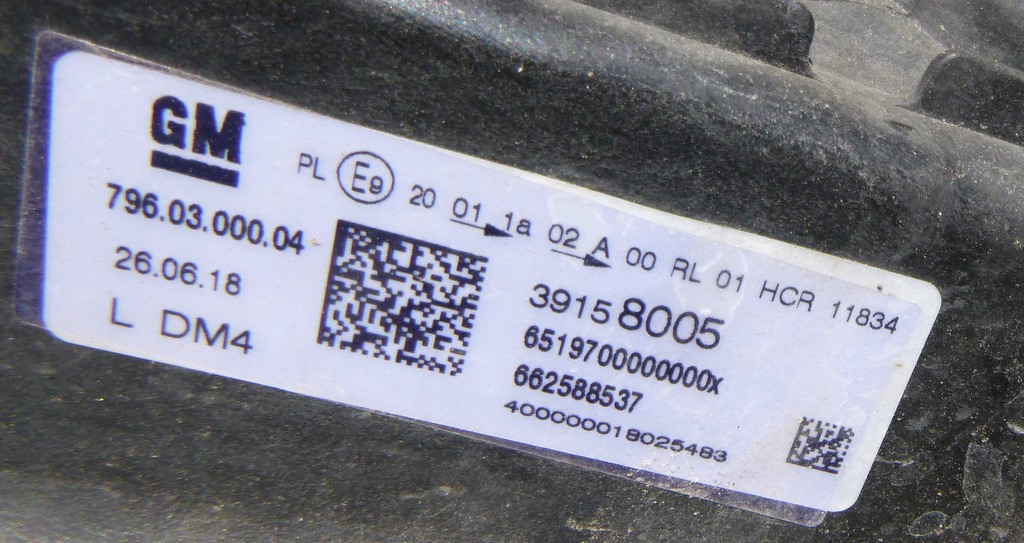 GM
796.03.000.04
26.06.18
L DM4
PL E9 20 01 1a 02 A 00 RL 01 HCR 11834
39158005
6519700000000x
662588537
400000018025483